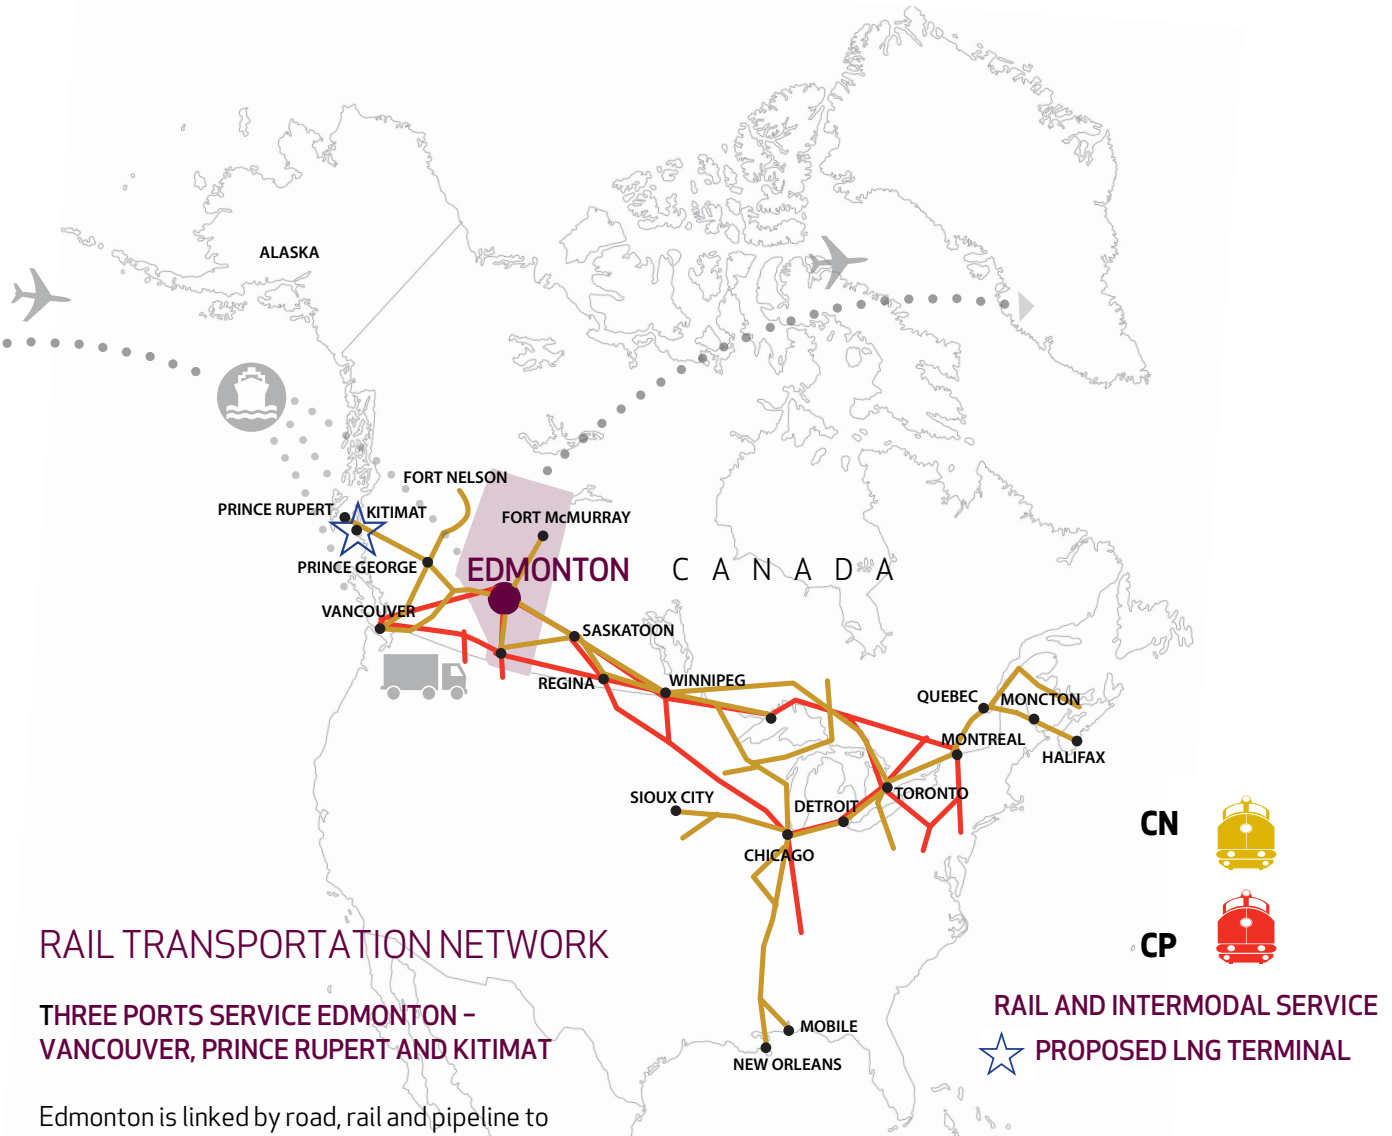 ALASKA
FORT NELSON
PRINCE RUPERT
KITIMAT
FORT McMURRAY
PRINCE GEORGE
EDMONTON
CANADA
VANCOUVER
SASKATOON
REGINA
WINNIPEG
QUEBEC
MONCTON
MONTREAL
HALIFAX
SIOUX CITY
DETROIT
TORONTO
CHICAGO
CN
CP
RAIL TRANSPORTATION NETWORK
THREE PORTS SERVICE EDMONTON –
VANCOUVER, PRINCE RUPERT AND KITIMAT
RAIL AND INTERMODAL SERVICE
PROPOSED LNG TERMINAL
MOBILE
NEW ORLEANS
Edmonton is linked by road, rail and pipeline to